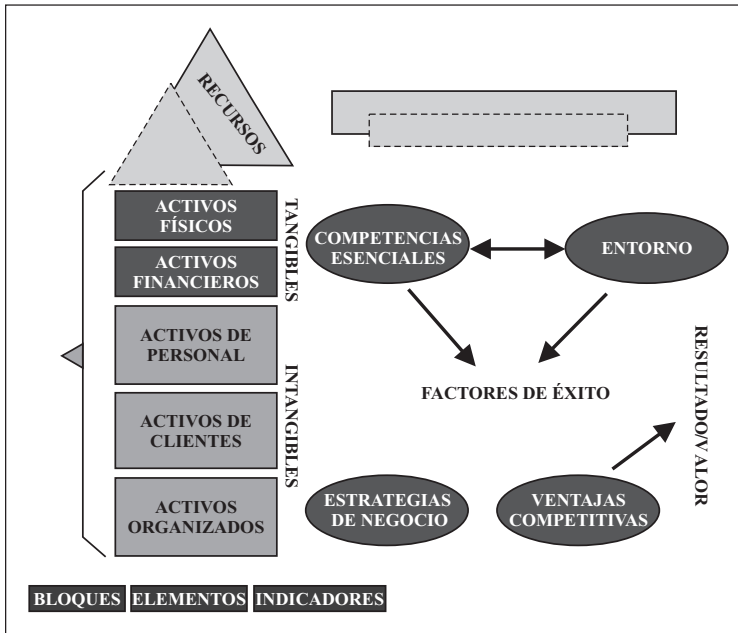 RECURSOS
ACTIVOS
FÍSICOS
ACTIVOS
FINANCIEROS
TANGIBLES
ACTIVOS DE
PERSONAL
ACTIVOS DE
CLIENTES
ACTIVOS
ORGANIZADOS
INTANGIBLES
COMPETENCIAS
ESENCIALES
ENTORNO
FACTORES DE ÉXITO
RESULTADO/VALOR
ESTRATEGIAS
DE NEGOCIO
VENTAJAS
COMPETITIVAS
BLOQUES
ELEMENTOS
INDICADORES